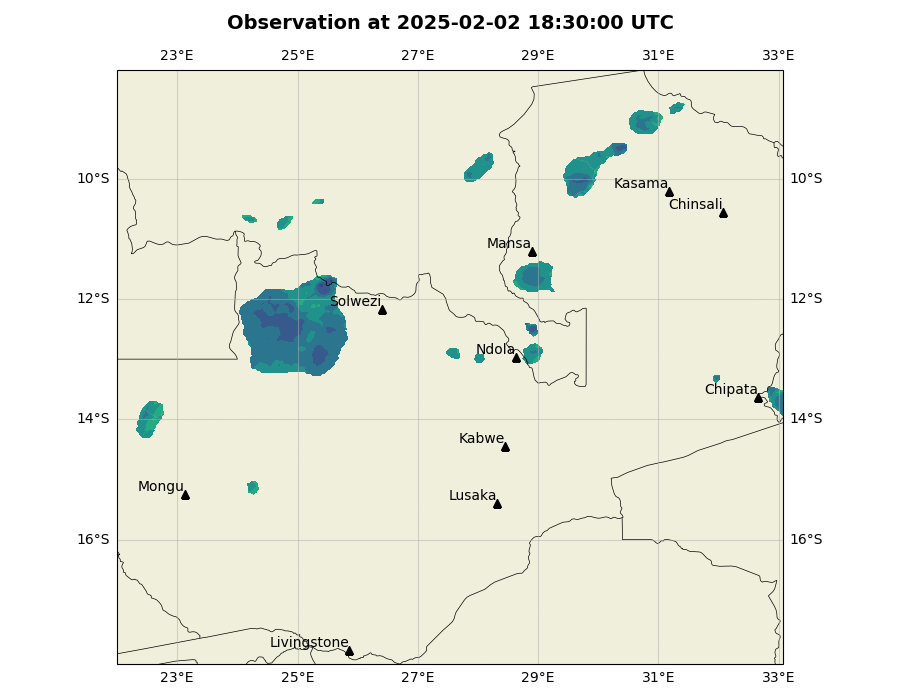 Observation at 2025-02-02 18:30:00 UTC
23°E 25°E 27°E 29°E 31°E 33°E
10°S 10°S
Kasama
Chinsali
Mansa
12°S 12°S
Solwezi
Ndola
Chipata
14°S 14°S
Kabwe
Mongu
Lusaka
16°S 16°S
Livingstone
23°E 25°E 27°E 29°E 31°E 33°E